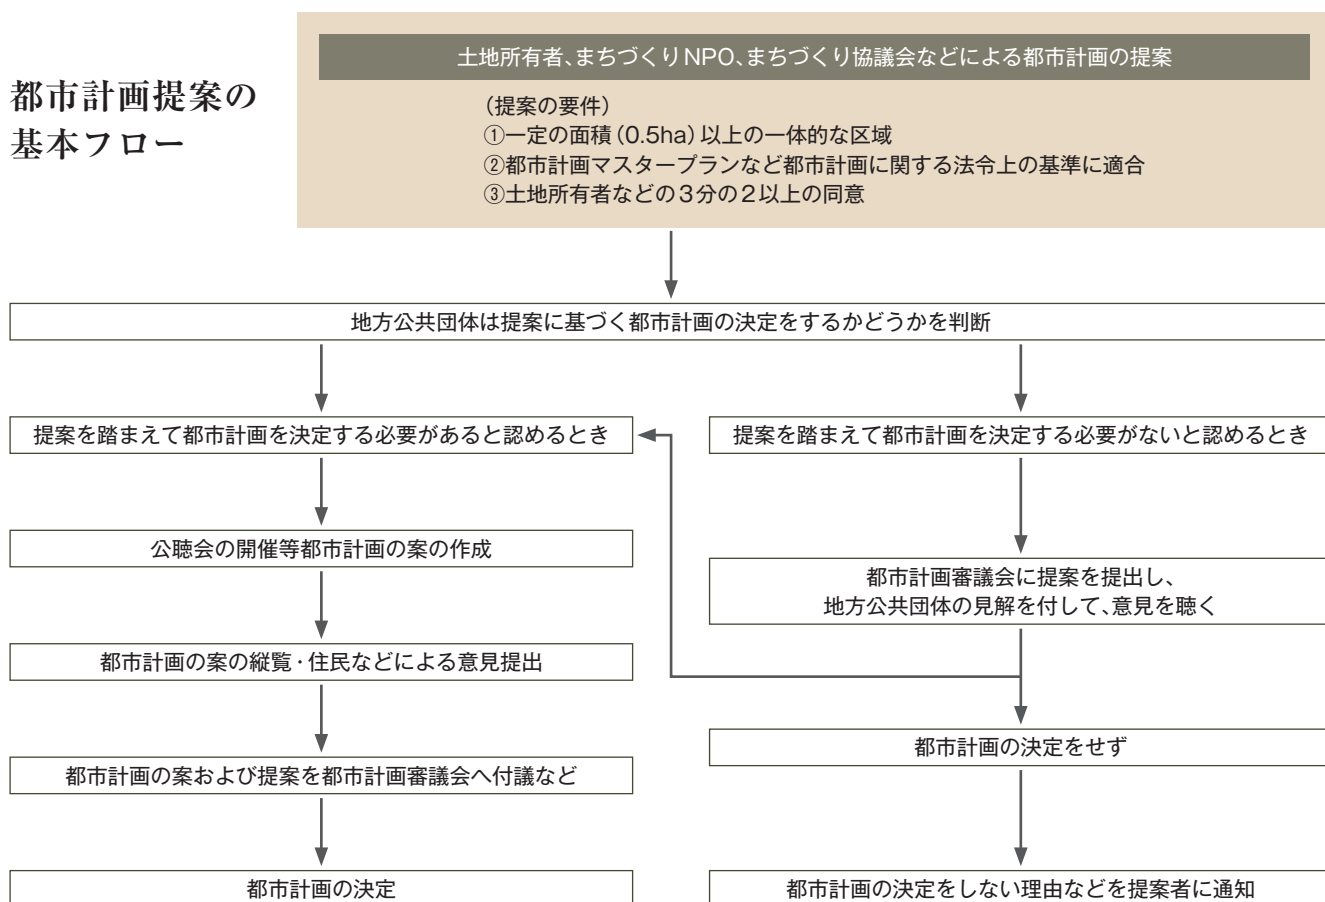 都市計画提案の
基本フロー
土地所有者、まちづくりNPO、まちづくり協議会などによる都市計画の提案
(提案の要件)
①一定の面積(0.5ha)以上の一体的な区域
②都市計画マスタープランなど都市計画に関する法令上の基準に適合
③土地所有者などの3分の2以上の同意
地方公共団体は提案に基づく都市計画の決定をするかどうかを判断
提案を踏まえて都市計画を決定する必要があると認めるとき
提案を踏まえて都市計画を決定する必要がないと認めるとき
公聴会の開催等都市計画の案の作成
都市計画審議会に提案を提出し、
地方公共団体の見解を付して、意見を聴く
都市計画の案の縦覧・住民などによる意見提出
都市計画の決定をせず
都市計画の案および提案を都市計画審議会へ付議など
都市計画の決定
都市計画の決定をしない理由などを提案者に通知